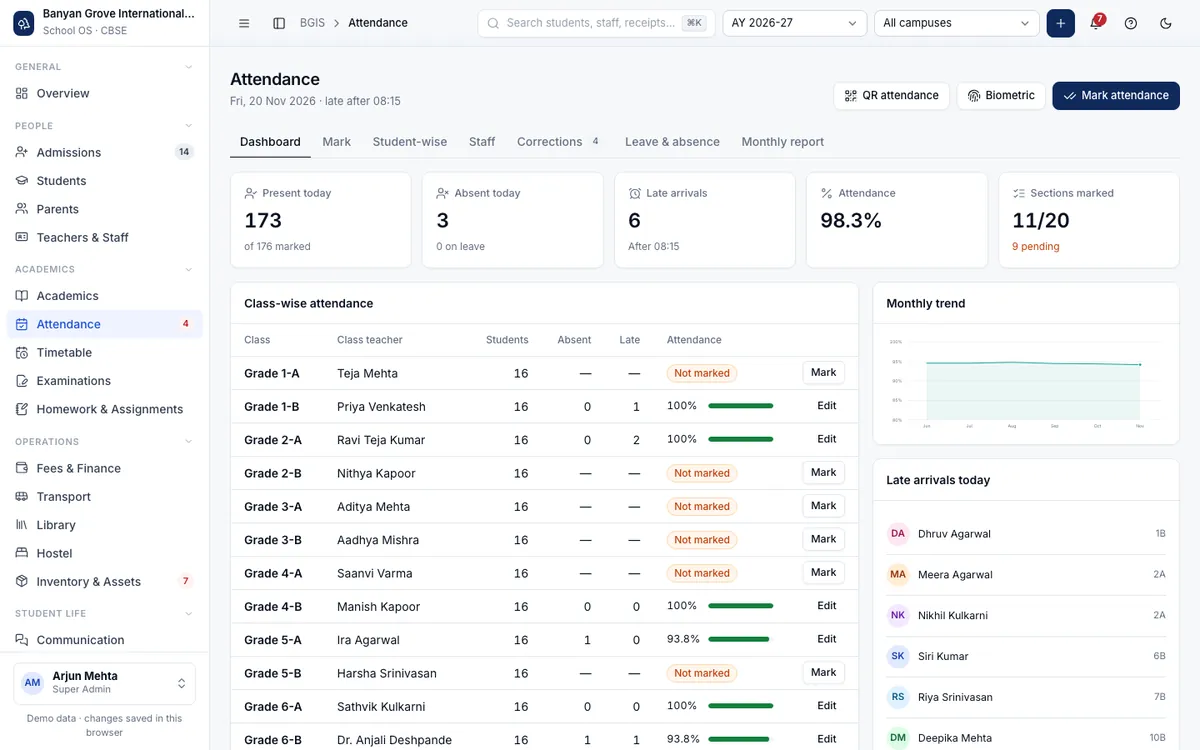 Banyan Grove International...
School OS · CBSE
GENERAL
Overview
PEOPLE
Admissions 14
Students
Parents
Teachers & Staff
ACADEMICS
Academics
Attendance 4
Timetable
Examinations
Homework & Assignments
OPERATIONS
Fees & Finance
Transport
Library
Hostel
Inventory & Assets 7
STUDENT LIFE
Communication
AM Arjun Mehta
Super Admin
Demo data · changes saved in this
browser
BGIS > Attendance
Search students, staff, receipts... ⌘K
AY 2026-27
All campuses
7
Attendance
Fri, 20 Nov 2026 · late after 08:15
QR attendance
Biometric
Mark attendance
Dashboard Mark Student-wise Staff Corrections 4 Leave & absence Monthly report
Present today
173
of 176 marked
Absent today
3
0 on leave
Late arrivals
6
After 08:15
Attendance
98.3%
Sections marked
11/20
9 pending
Class-wise attendance
Class Class teacher Students Absent Late Attendance
Grade 1-A Teja Mehta 16 — — Not marked Mark
Grade 1-B Priya Venkatesh 16 0 1 100% Edit
Grade 2-A Ravi Teja Kumar 16 0 2 100% Edit
Grade 2-B Nithya Kapoor 16 — — Not marked Mark
Grade 3-A Aditya Mehta 16 — — Not marked Mark
Grade 3-B Aadhya Mishra 16 — — Not marked Mark
Grade 4-A Saanvi Varma 16 — — Not marked Mark
Grade 4-B Manish Kapoor 16 0 0 100% Edit
Grade 5-A Ira Agarwal 16 1 0 93.8% Edit
Grade 5-B Harsha Srinivasan 16 — — Not marked Mark
Grade 6-A Sathvik Kulkarni 16 0 0 100% Edit
Grade 6-B Dr. Anjali Deshpande 16 1 1 93.8% Edit
Monthly trend
100%
95%
90%
85%
80%
Jun Jul Aug Sep Oct Nov
Late arrivals today
DA Dhruv Agarwal 1B
MA Meera Agarwal 2A
NK Nikhil Kulkarni 2A
SK Siri Kumar 6B
RS Riya Srinivasan 7B
DM Deepika Mehta 10B